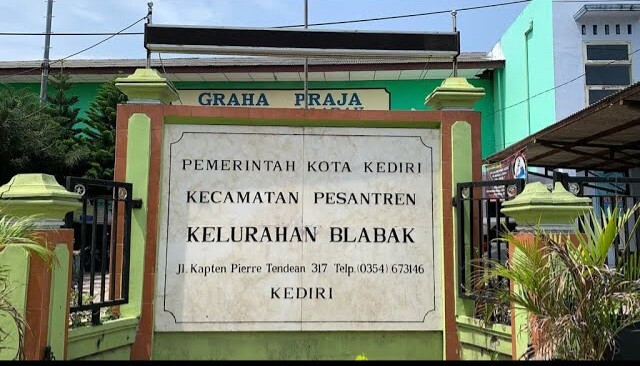 GRAHA PRAJA
PEMERINTAH KOTA KEDIRI
KECAMATAN PESANTREN
KELURAHAN BLABAK
Jl. Kapten Pierre Tendean 317 Telp. (0354) 673146
KEDIRI